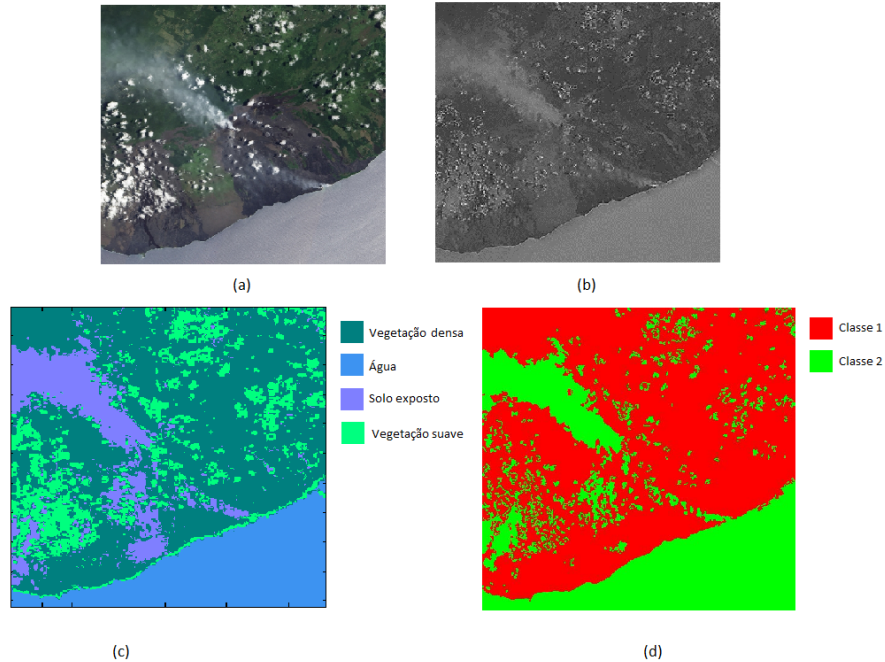 (a)
(b)
Vegetação densa
Água
Solo exposto
Vegetação suave
Classe 1
Classe 2
(c)
(d)